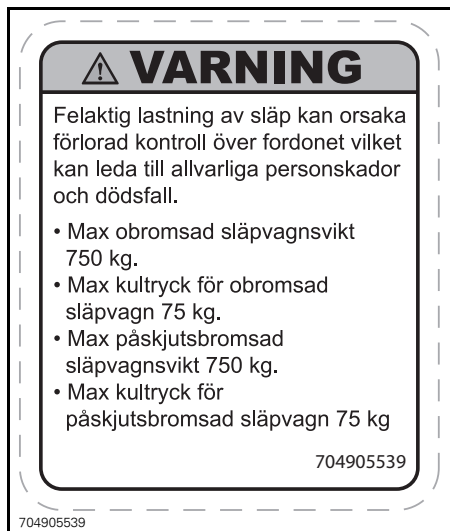 ⚠ VARNING
Felaktig lastning av släp kan orsaka
förlorad kontroll över fordonet vilket
kan leda till allvarliga personskador
och dödsfall.
• Max obromsad släpvagnsvikt
750 kg.
• Max kultryck för obromsad
släpvagn 75 kg.
• Max påskjutsbromsad
släpvagnsvikt 750 kg.
• Max kultryck för
påskjutsbromsad släpvagn 75 kg
704905539
704905539